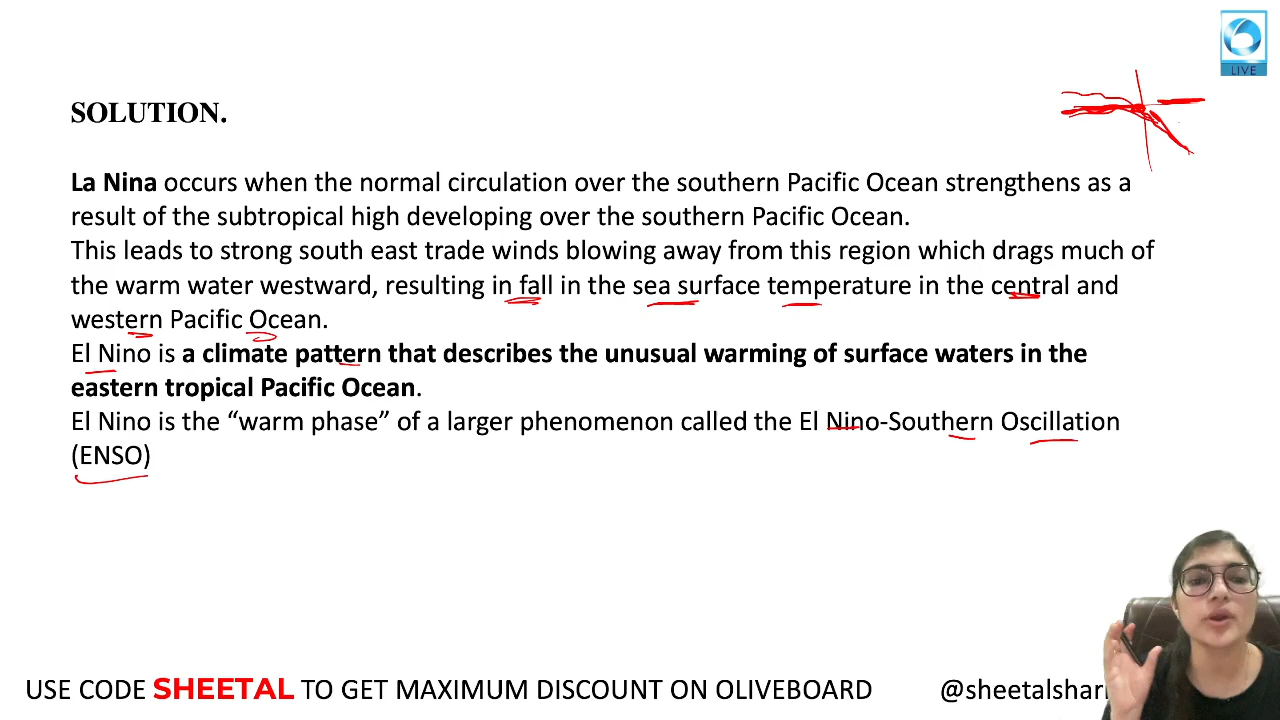 LIVE
SOLUTION.
La Nina occurs when the normal circulation over the southern Pacific Ocean strengthens as a
result of the subtropical high developing over the southern Pacific Ocean.
This leads to strong south east trade winds blowing away from this region which drags much of
the warm water westward, resulting in fall in the sea surface temperature in the central and
western Pacific Ocean.
El Nino is a climate pattern that describes the unusual warming of surface waters in the
eastern tropical Pacific Ocean.
El Nino is the “warm phase” of a larger phenomenon called the El Nino-Southern Oscillation
(ENSO)
USE CODE SHEETAL TO GET MAXIMUM DISCOUNT ON OLIVEBOARD